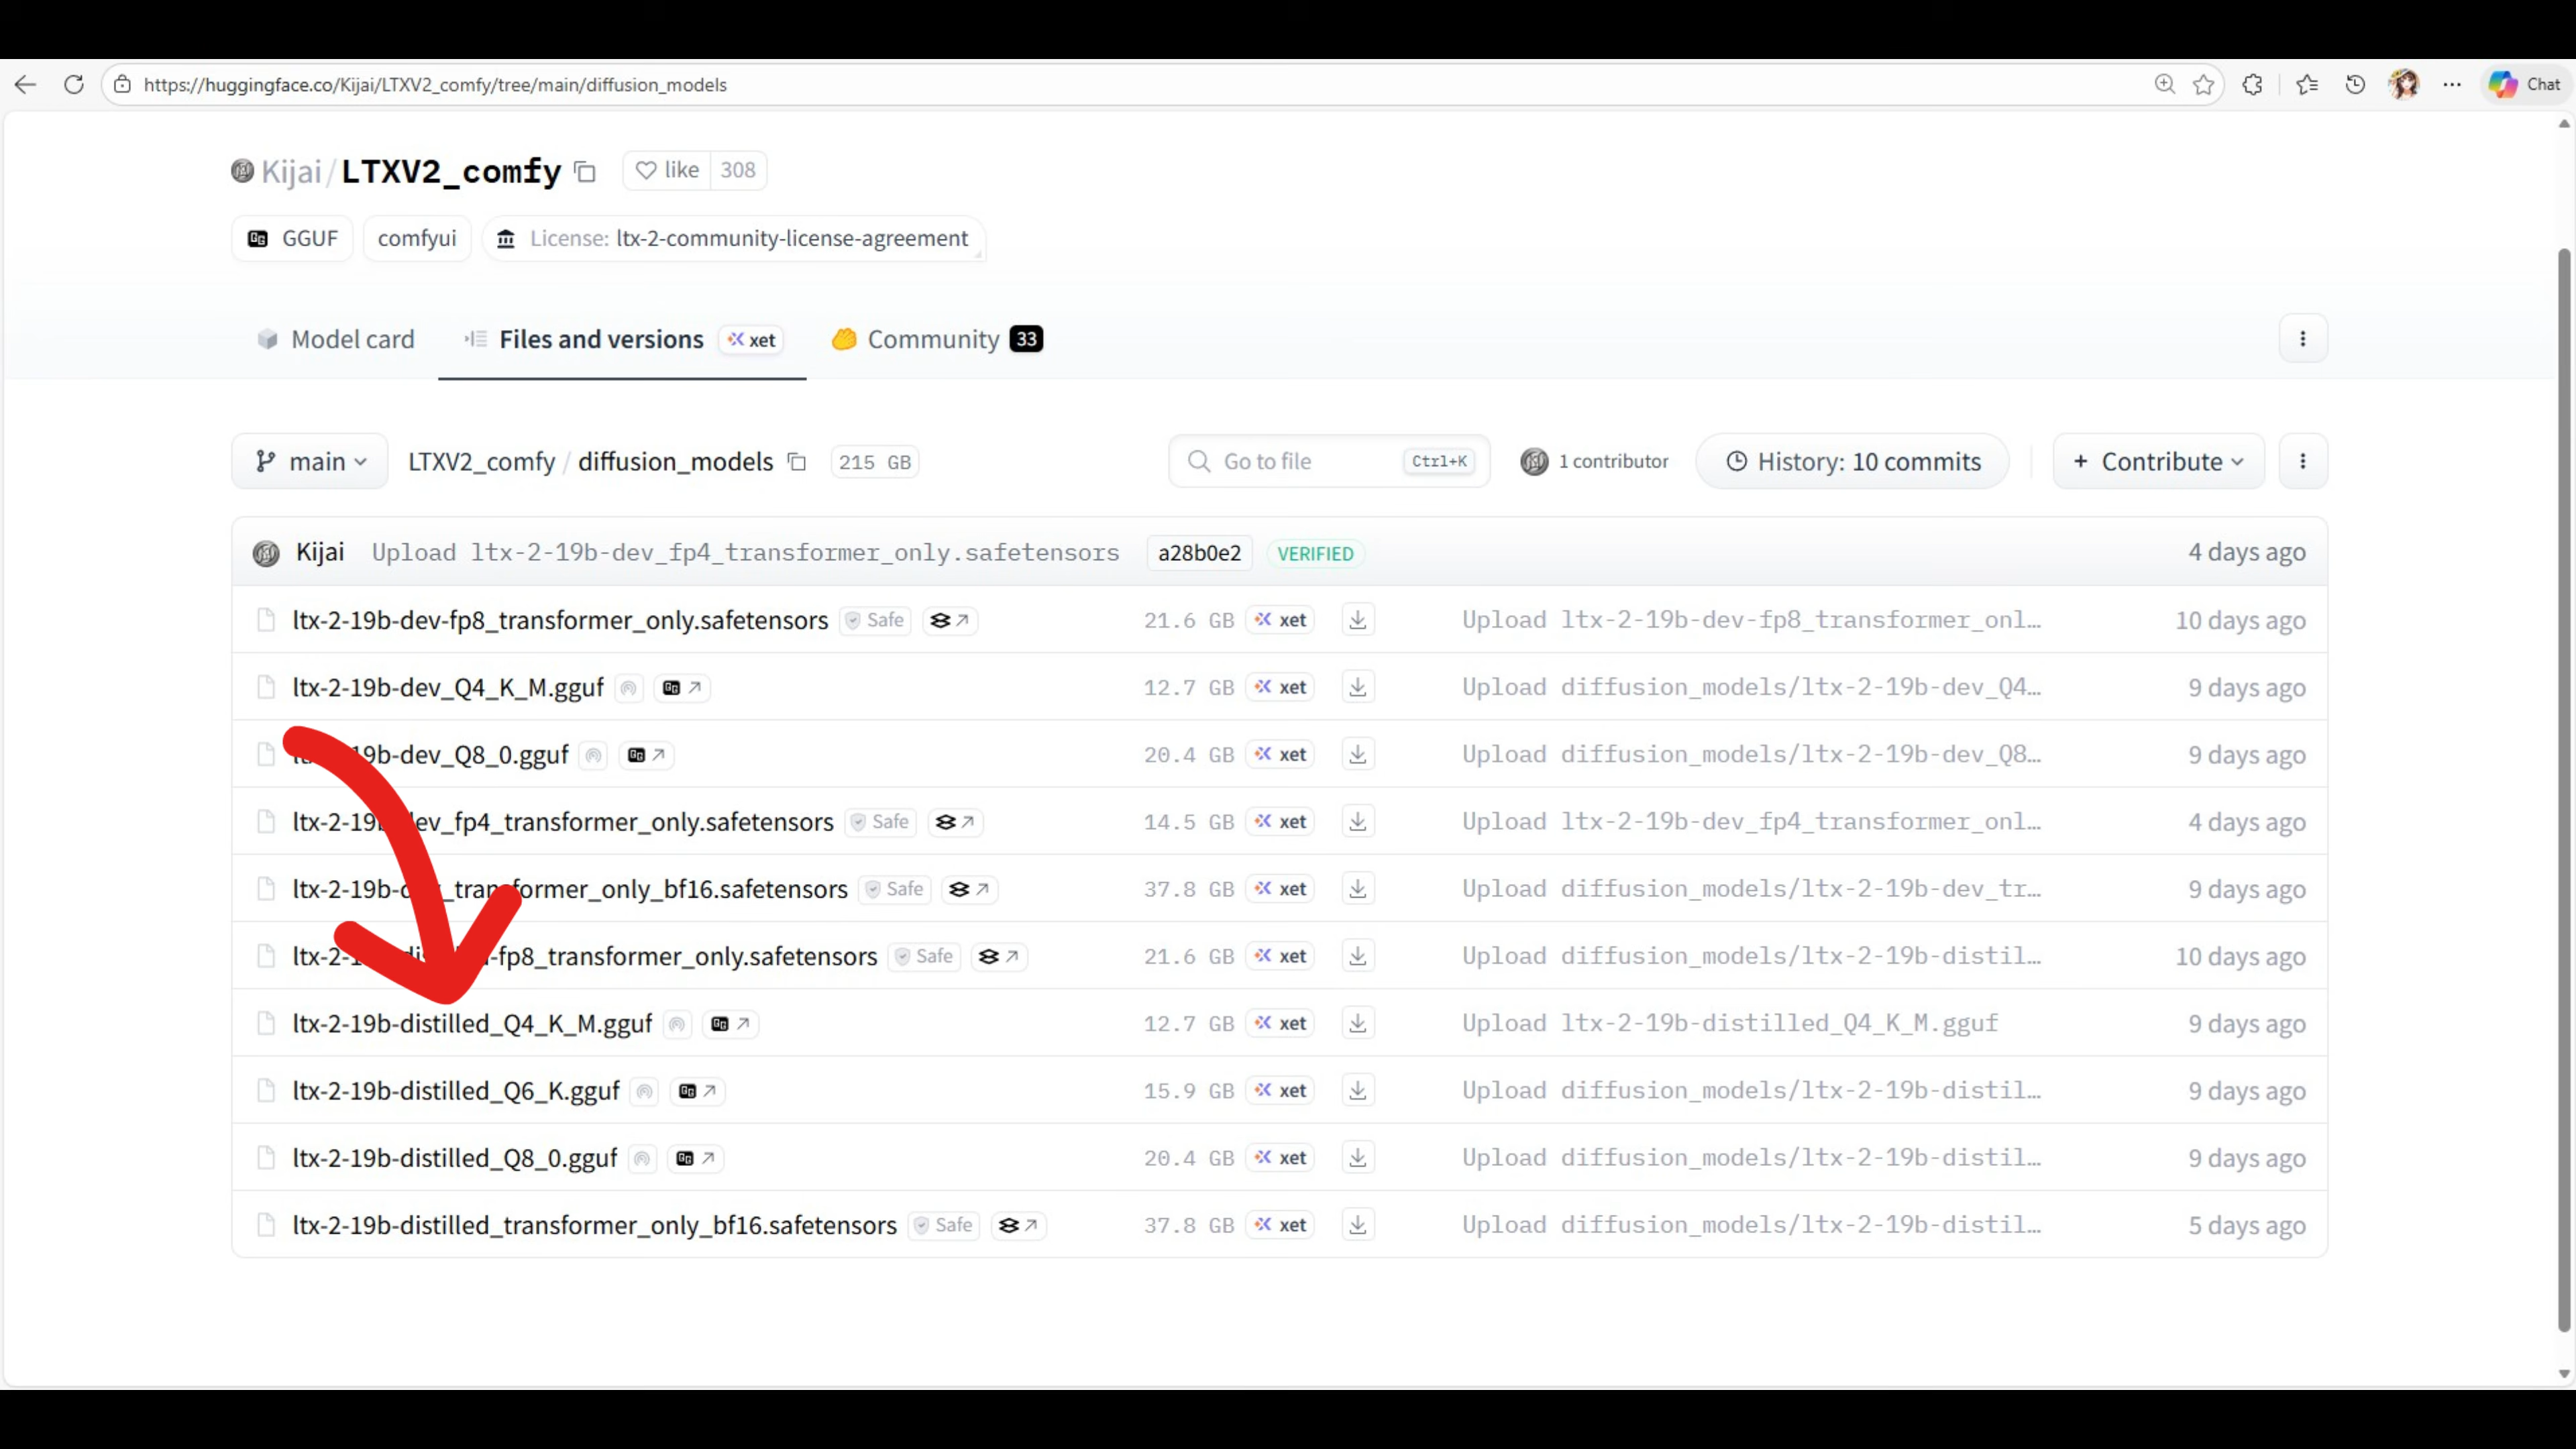 https://huggingface.co/Kijai/LTXV2_comfy/tree/main/diffusion_models Chat
Kijai/LTXV2_comfy like 308
GGUF comfyui License: ltx-2-community-license-agreement
Model card Files and versions xet Community 33
main LTXV2_comfy / diffusion_models 215 GB Go to file Ctrl+K 1 contributor History: 10 commits + Contribute
Kijai Upload ltx-2-19b-dev_fp4_transformer_only.safetensors a28b0e2 VERIFIED 4 days ago
ltx-2-19b-dev-fp8_transformer_only.safetensors Safe 21.6 GB xet Upload ltx-2-19b-dev-fp8_transformer_onl… 10 days ago
ltx-2-19b-dev_Q4_K_M.gguf 12.7 GB xet Upload diffusion_models/ltx-2-19b-dev_Q4… 9 days ago
19b-dev_Q8_0.gguf 20.4 GB xet Upload diffusion_models/ltx-2-19b-dev_Q8… 9 days ago
ltx-2-19b-dev_fp4_transformer_only.safetensors Safe 14.5 GB xet Upload ltx-2-19b-dev_fp4_transformer_onl… 4 days ago
ltx-2-19b-dev_transformer_only_bf16.safetensors Safe 37.8 GB xet Upload diffusion_models/ltx-2-19b-dev_tr… 9 days ago
ltx-2-19b-distilled-fp8_transformer_only.safetensors Safe 21.6 GB xet Upload diffusion_models/ltx-2-19b-distil… 10 days ago
ltx-2-19b-distilled_Q4_K_M.gguf 12.7 GB xet Upload ltx-2-19b-distilled_Q4_K_M.gguf 9 days ago
ltx-2-19b-distilled_Q6_K.gguf 15.9 GB xet Upload diffusion_models/ltx-2-19b-distil… 9 days ago
ltx-2-19b-distilled_Q8_0.gguf 20.4 GB xet Upload diffusion_models/ltx-2-19b-distil… 9 days ago
ltx-2-19b-distilled_transformer_only_bf16.safetensors Safe 37.8 GB xet Upload diffusion_models/ltx-2-19b-distil… 5 days ago